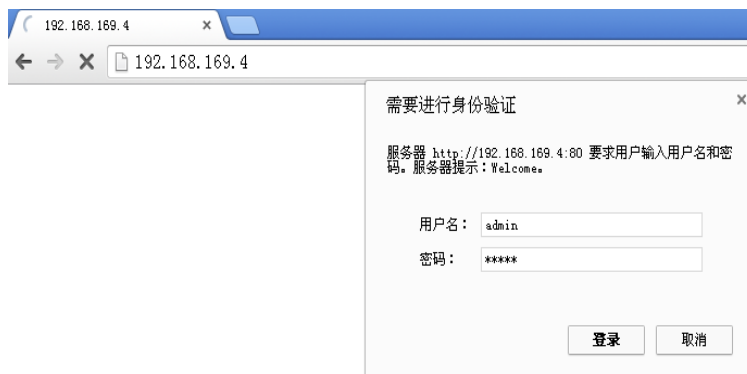 192.168.169.4
192.168.169.4
需要进行身份验证
服务器 http://192.168.169.4:80 要求用户输入用户名和密
码。服务器提示：Welcome。
用户名： admin
密码： *****
登录 取消